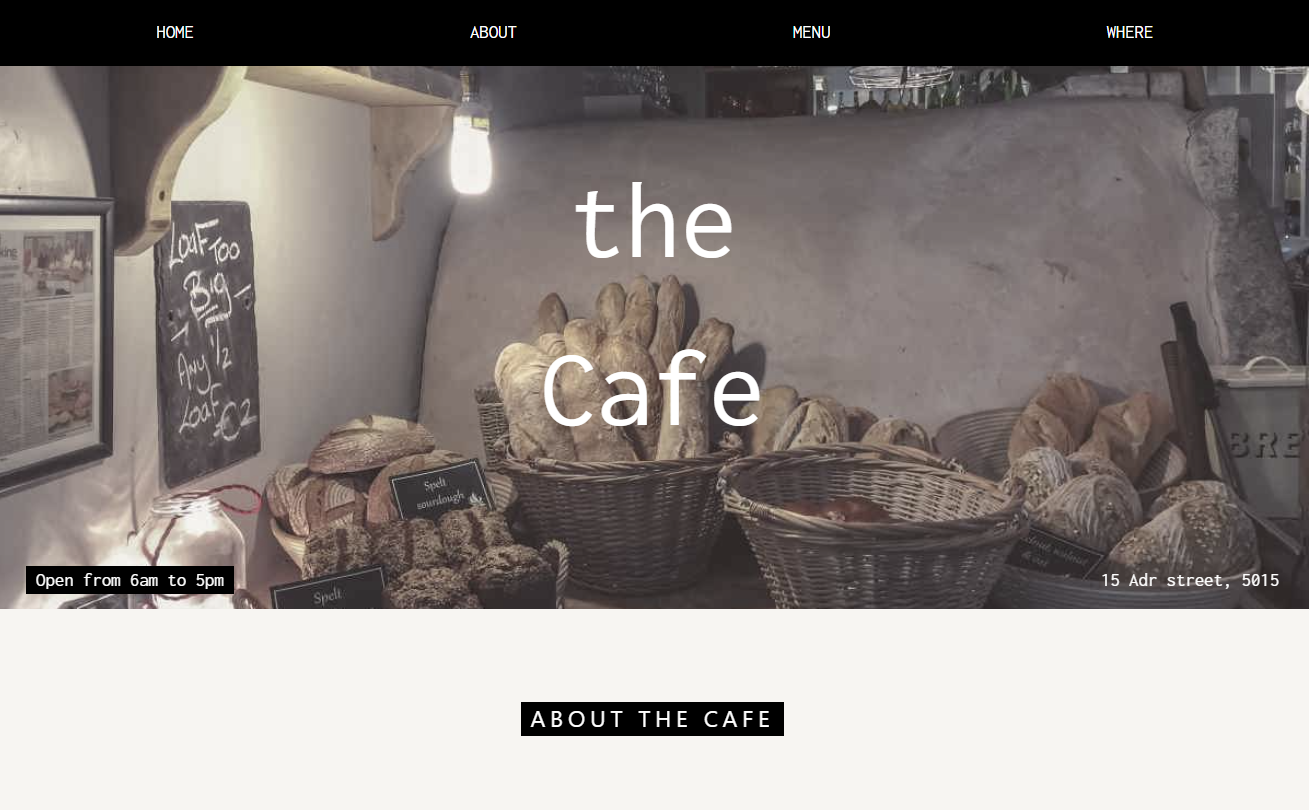 HOME ABOUT MENU WHERE
the
Cafe
LOAF TOO
BIG
ANY 1/2
LOAF £2
Spelt
sourdough
BRE
Spelt
Open from 6am to 5pm
15 Adr street, 5015
ABOUT THE CAFE